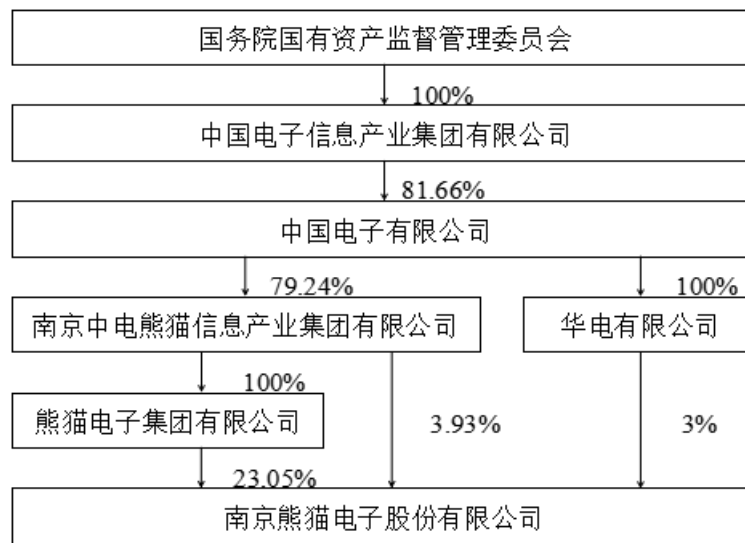 国务院国有资产监督管理委员会
100%
中国电子信息产业集团有限公司
81.66%
中国电子有限公司
79.24%
100%
南京中电熊猫信息产业集团有限公司
华电有限公司
100%
熊猫电子集团有限公司
3.93%
3%
23.05%
南京熊猫电子股份有限公司